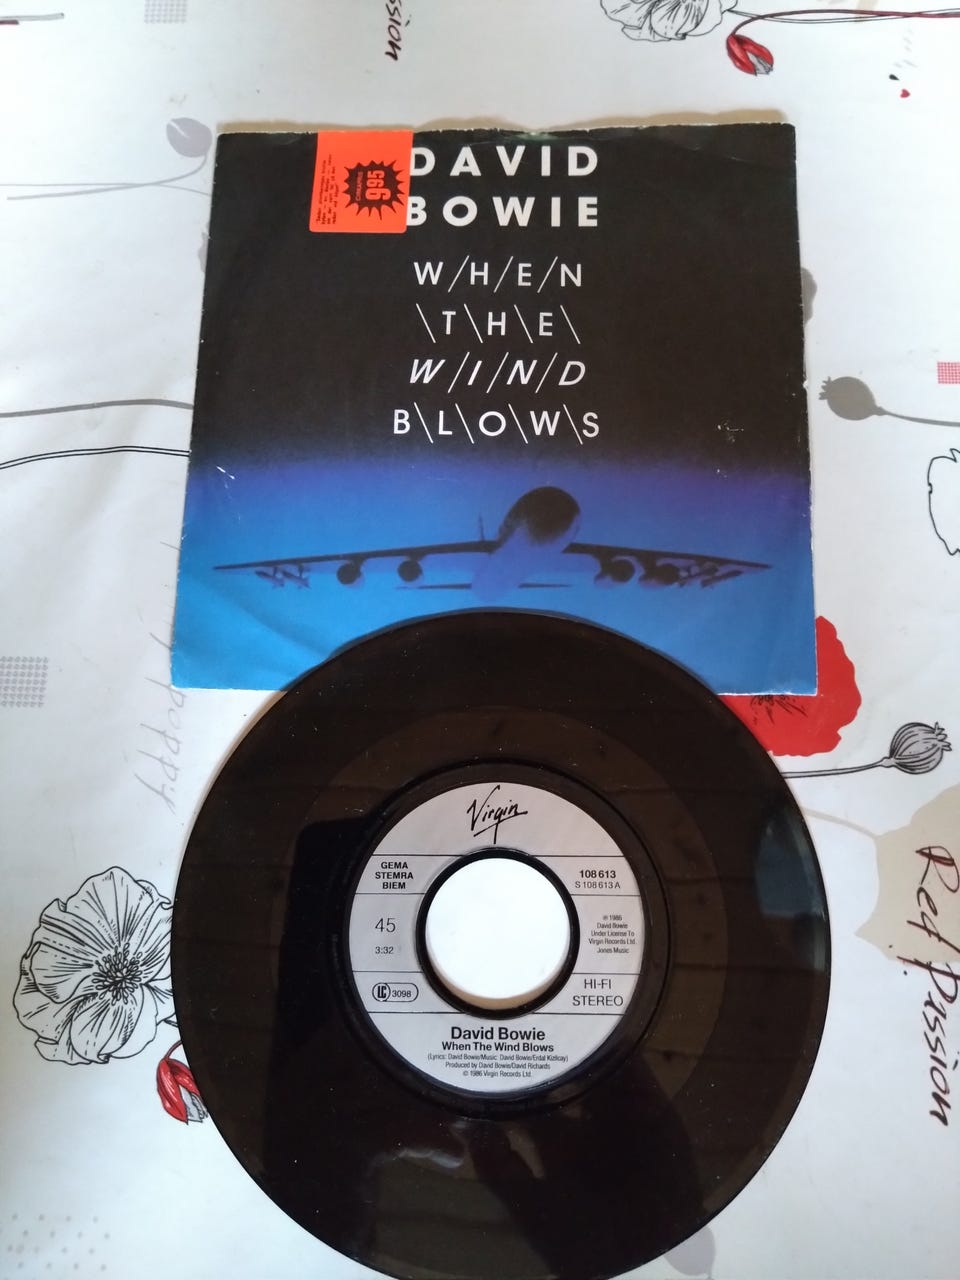 Passion
DAVID
BOWIE
9.95
W/H/E/N
\T\H\E\
W/I/N/D
B\L\O\W\S
poppy
Virgin
GEMA
STEMRA
BIEM
108 613
S 108 613 A
45
3:32
℗ 1986
David Bowie
Under License To
Virgin Records Ltd.
Jones Music
LC 3098
HI-FI
STEREO
David Bowie
When The Wind Blows
(Lyrics: David Bowie/Music: David Bowie/Erdal Kizilcay)
Produced by David Bowie/David Richards
© 1986 Virgin Records Ltd.
Red Passion